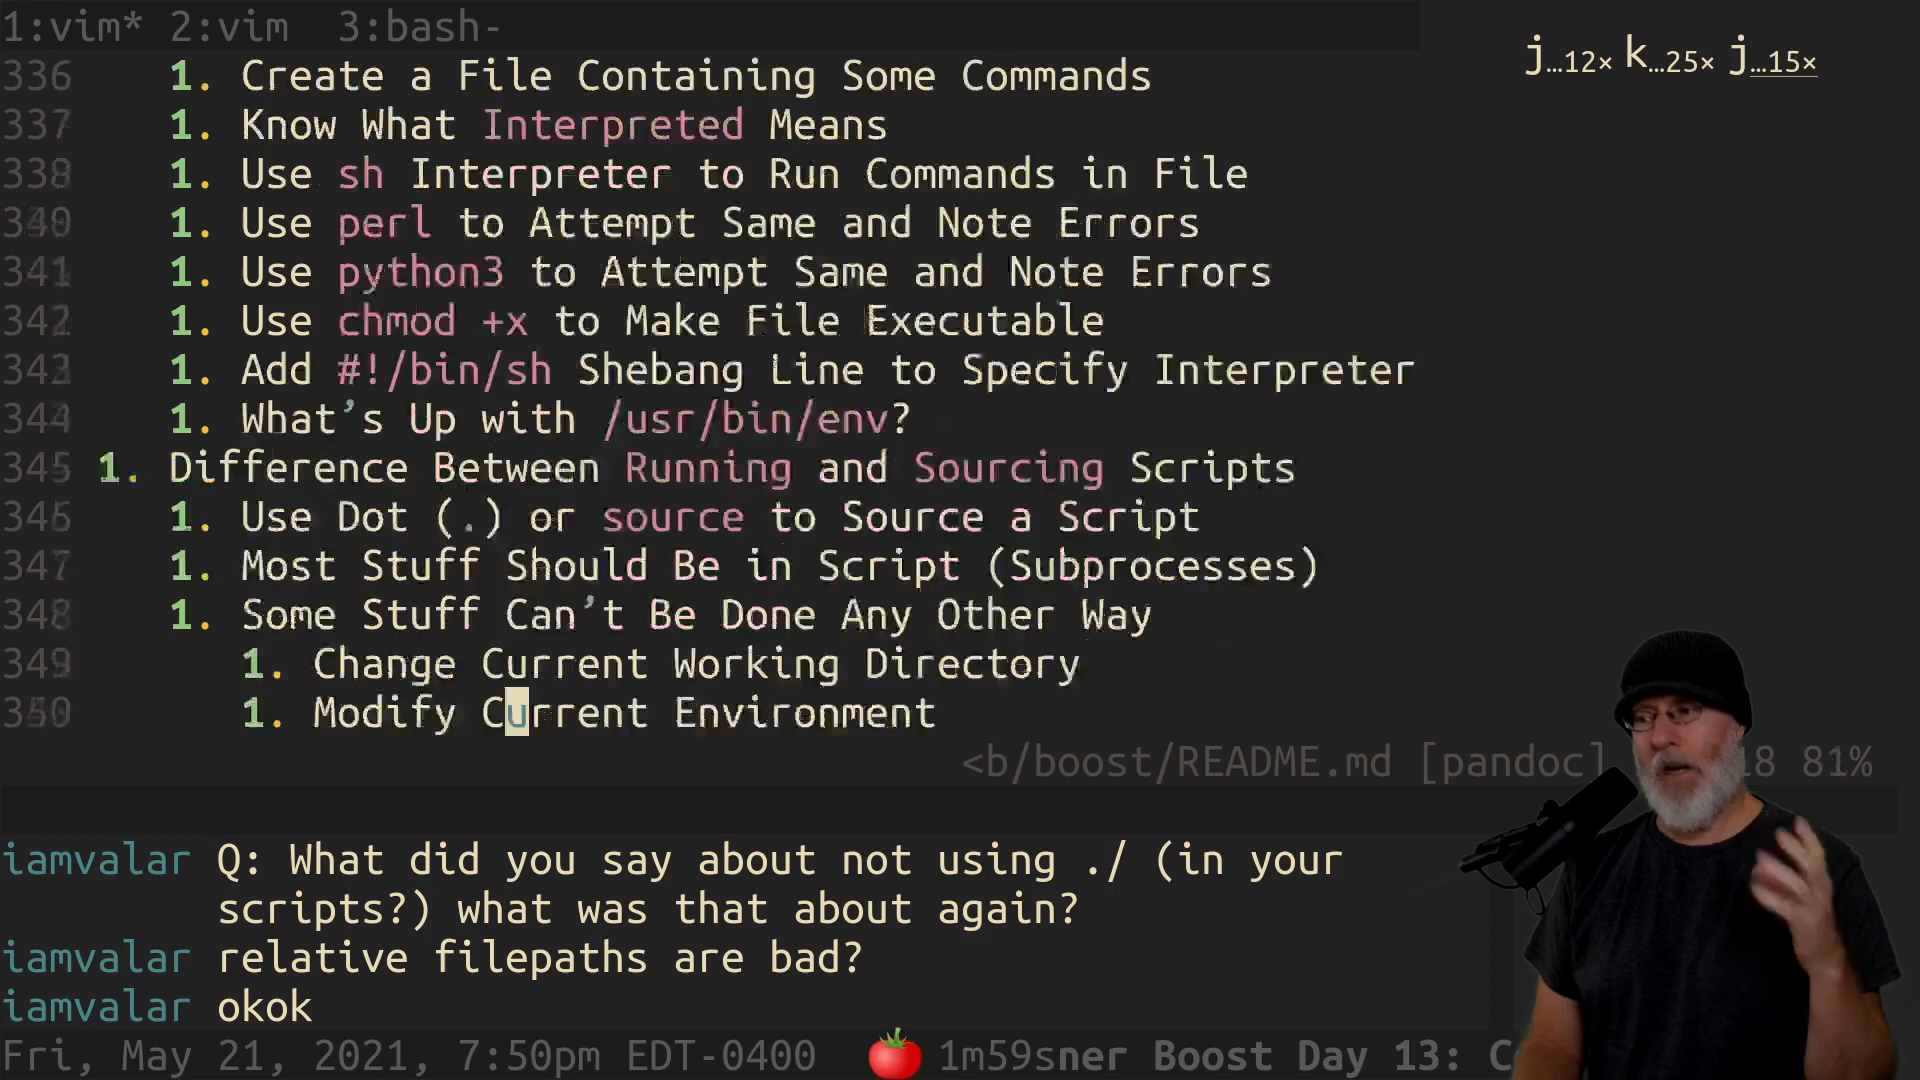 1:vim* 2:vim 3:bash-
j…12× k…25× j…15×
336 1. Create a File Containing Some Commands
337 1. Know What Interpreted Means
338 1. Use sh Interpreter to Run Commands in File
340 1. Use perl to Attempt Same and Note Errors
341 1. Use python3 to Attempt Same and Note Errors
342 1. Use chmod +x to Make File Executable
343 1. Add #!/bin/sh Shebang Line to Specify Interpreter
344 1. What’s Up with /usr/bin/env?
345 1. Difference Between Running and Sourcing Scripts
346 1. Use Dot (.) or source to Source a Script
347 1. Most Stuff Should Be in Script (Subprocesses)
348 1. Some Stuff Can’t Be Done Any Other Way
349 1. Change Current Working Directory
350 1. Modify Current Environment
<b/boost/README.md [pandoc] 18 81%
iamvalar Q: What did you say about not using ./ (in your
scripts?) what was that about again?
iamvalar relative filepaths are bad?
iamvalar okok
Fri, May 21, 2021, 7:50pm EDT-0400 🍅 1m59sner Boost Day 13: